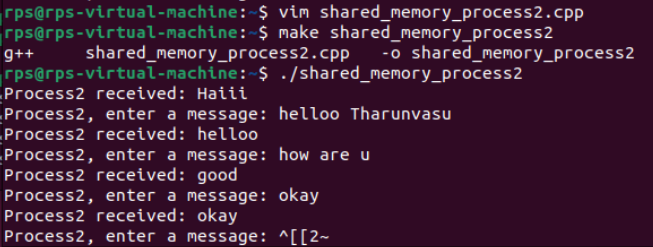 rps@rps-virtual-machine:~$ vim shared_memory_process2.cpp
rps@rps-virtual-machine:~$ make shared_memory_process2
g++     shared_memory_process2.cpp   -o shared_memory_process2
rps@rps-virtual-machine:~$ ./shared_memory_process2
Process2 received: Haiii
Process2, enter a message: helloo Tharunvasu
Process2 received: helloo
Process2, enter a message: how are u
Process2 received: good
Process2, enter a message: okay
Process2 received: okay
Process2, enter a message: ^[[2~